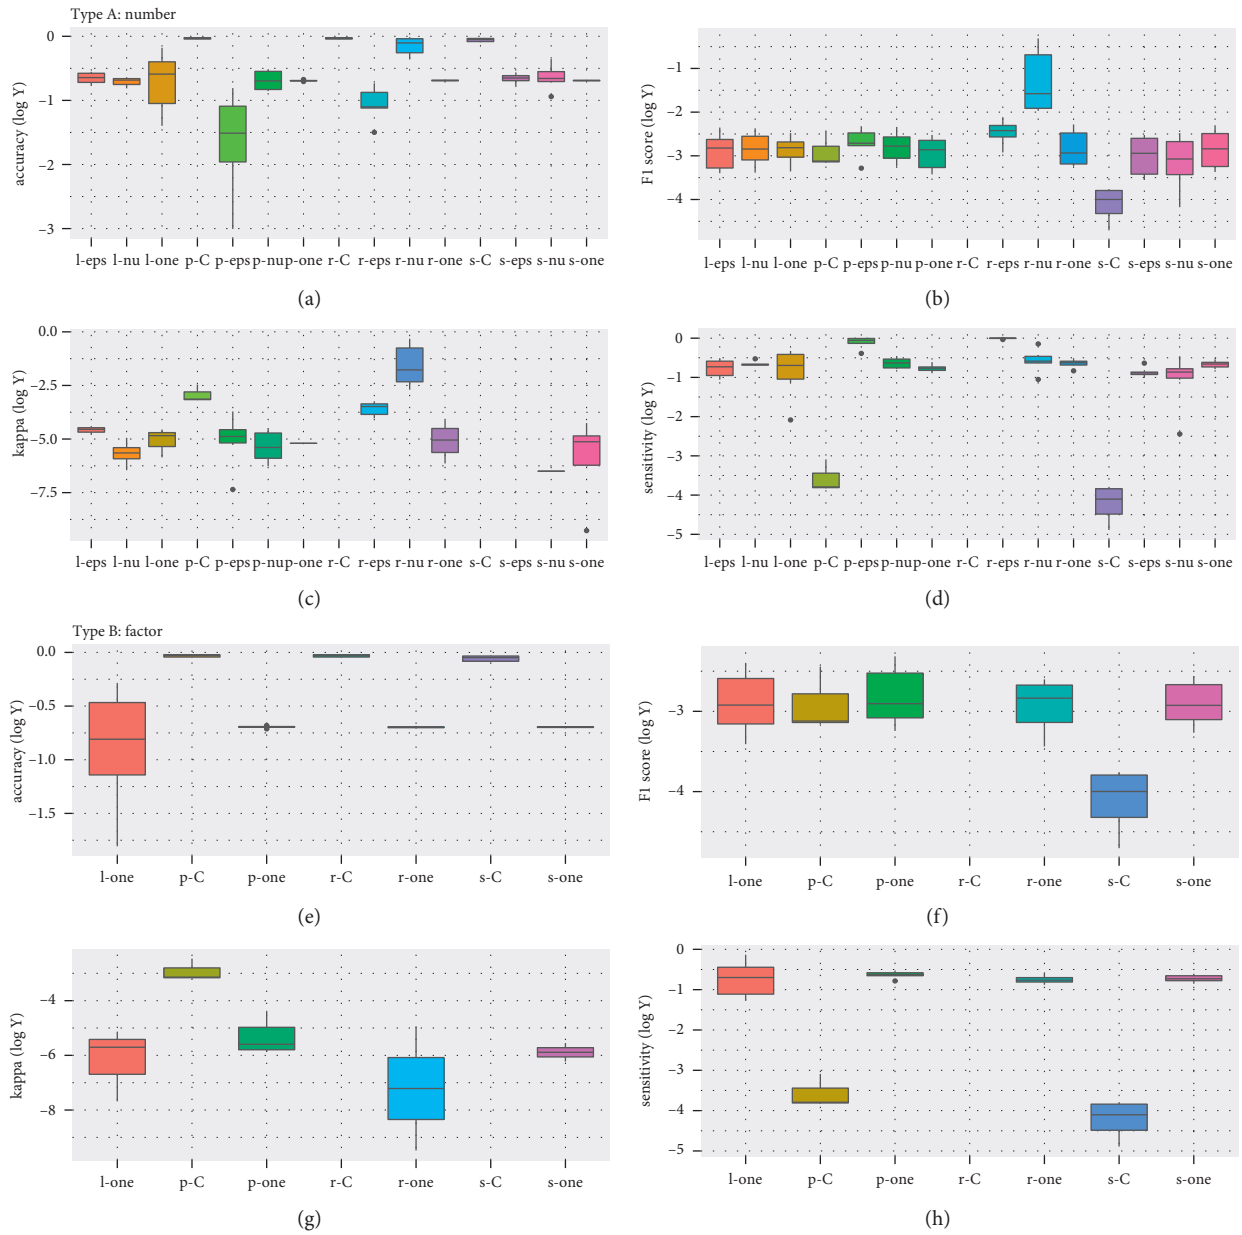 Type A: number
accuracy (log Y)
0
−1
−2
−3
l-eps l-nu l-one p-C p-eps p-nu p-one r-C r-eps r-nu r-one s-C s-eps s-nu s-one
(a)
F1 score (log Y)
−1
−2
−3
−4
l-eps l-nu l-one p-C p-eps p-nu p-one r-C r-eps r-nu r-one s-C s-eps s-nu s-one
(b)
kappa (log Y)
0.0
−2.5
−5.0
−7.5
l-eps l-nu l-one p-C p-eps p-nu p-one r-C r-eps r-nu r-one s-C s-eps s-nu s-one
(c)
sensitivity (log Y)
0
−1
−2
−3
−4
−5
l-eps l-nu l-one p-C p-eps p-nu p-one r-C r-eps r-nu r-one s-C s-eps s-nu s-one
(d)
Type B: factor
accuracy (log Y)
0.0
−0.5
−1.0
−1.5
l-one p-C p-one r-C r-one s-C s-one
(e)
F1 score (log Y)
−3
−4
l-one p-C p-one r-C r-one s-C s-one
(f)
kappa (log Y)
−4
−6
−8
l-one p-C p-one r-C r-one s-C s-one
(g)
sensitivity (log Y)
0
−1
−2
−3
−4
−5
l-one p-C p-one r-C r-one s-C s-one
(h)